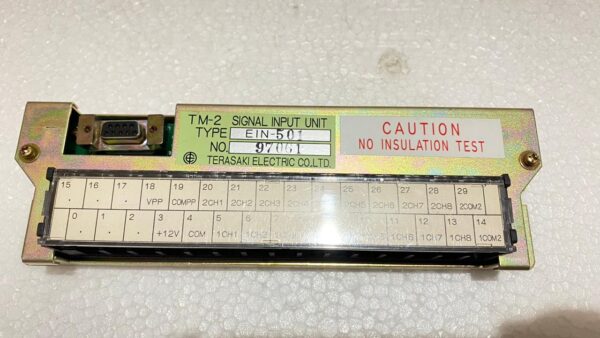 TM-2 SIGNAL INPUT UNIT
TYPE EIN-501
NO. 97061
TERASAKI ELECTRIC CO.,LTD.
CAUTION
NO INSULATION TEST
15 16 17 18 19 20 21 22 23 24 25 26 27 28 29
VPP COMPP 2CH1 2CH2 2CH3 2CH4 2CH6 2CH7 2CH8 2COM2
0 1 2 3 4 5 6 7 11 12 13 14
+12V COM 1CH1 1CH2 1CH6 1CH7 1CH8 1COM2